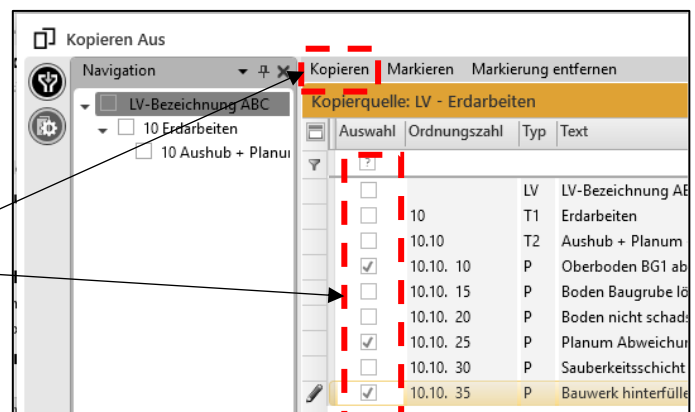 Kopieren Aus
Navigation
LV-Bezeichnung ABC
10 Erdarbeiten
10 Aushub + Planu
Kopieren Markieren Markierung entfernen
Kopierquelle: LV - Erdarbeiten
Auswahl Ordnungszahl Typ Text
?
LV LV-Bezeichnung AB
10 T1 Erdarbeiten
10.10 T2 Aushub + Planum
10.10. 10 P Oberboden BG1 ab
10.10. 15 P Boden Baugrube lö
10.10. 20 P Boden nicht schads
10.10. 25 P Planum Abweichun
10.10. 30 P Sauberkeitsschicht
10.10. 35 P Bauwerk hinterfülle